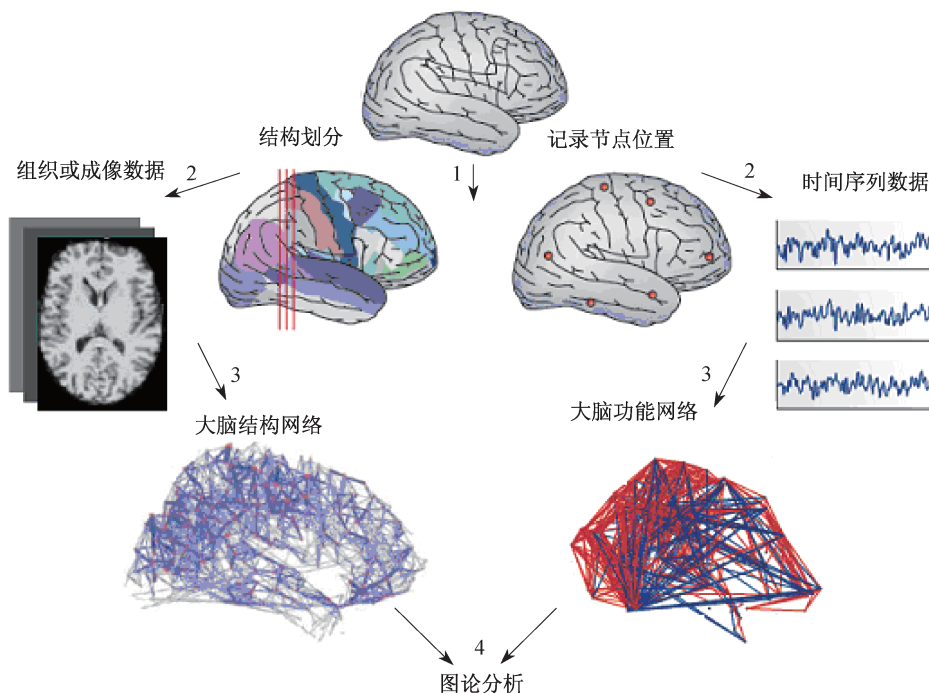 结构划分
记录节点位置
组织或成像数据
2
1
2
时间序列数据
3
3
大脑结构网络
大脑功能网络
4
图论分析